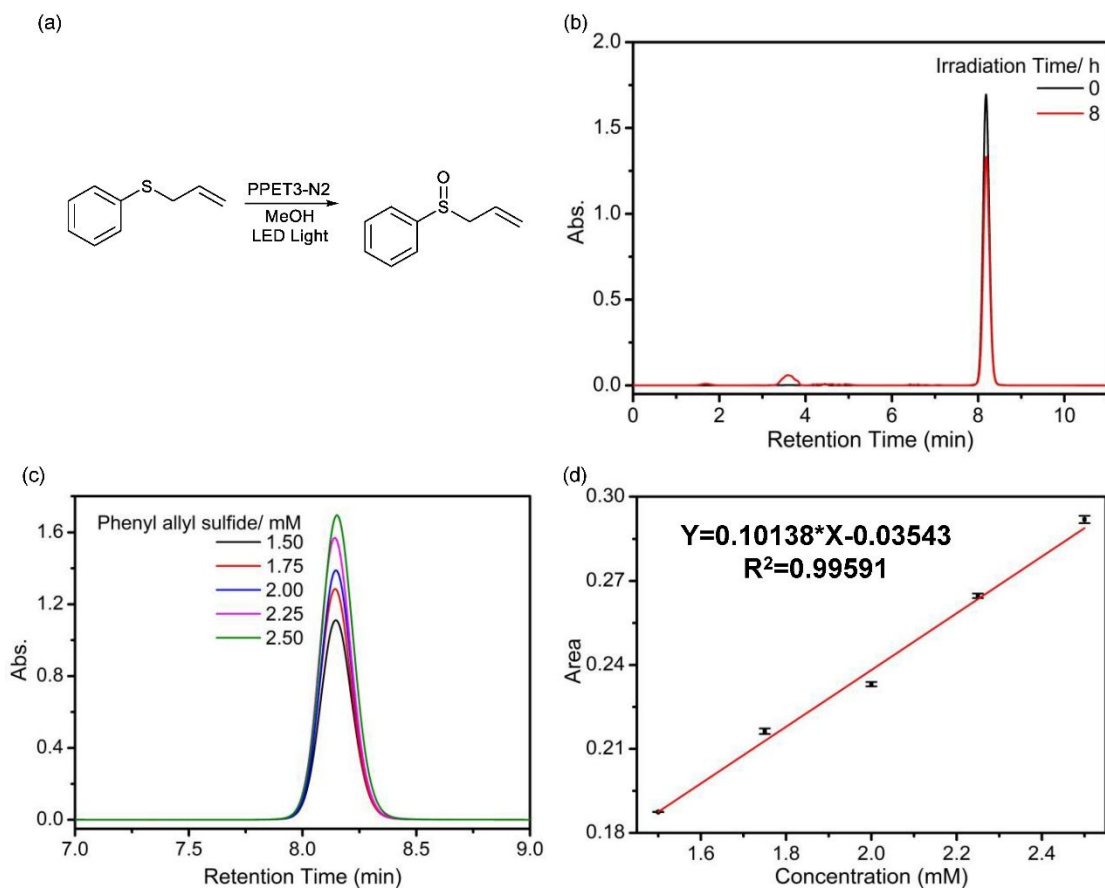 (a)
S
PPET3-N2
MeOH
LED Light
O
S
(b)
2.0
1.5
1.0
0.5
0.0
Abs.
Irradiation Time/ h
0
8
0 2 4 6 8 10
Retention Time (min)
(c)
Phenyl allyl sulfide/ mM
1.50
1.75
2.00
2.25
2.50
1.6
1.2
0.8
0.4
0.0
Abs.
7.0 7.5 8.0 8.5 9.0
Retention Time (min)
(d)
Y=0.10138*X-0.03543
R²=0.99591
0.30
0.27
0.24
0.21
0.18
Area
1.6 1.8 2.0 2.2 2.4
Concentration (mM)